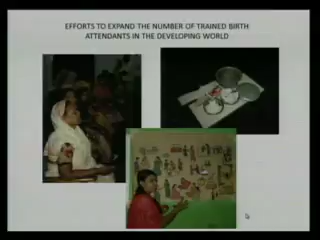 EFFORTS TO EXPAND THE NUMBER OF TRAINED BIRTH
ATTENDANTS IN THE DEVELOPING WORLD